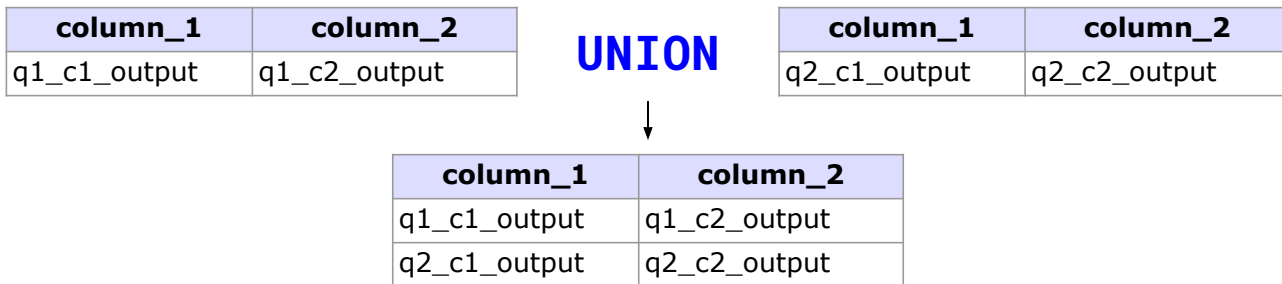 column_1 column_2
q1_c1_output q1_c2_output
UNION
column_1 column_2
q2_c1_output q2_c2_output
column_1 column_2
q1_c1_output q1_c2_output
q2_c1_output q2_c2_output